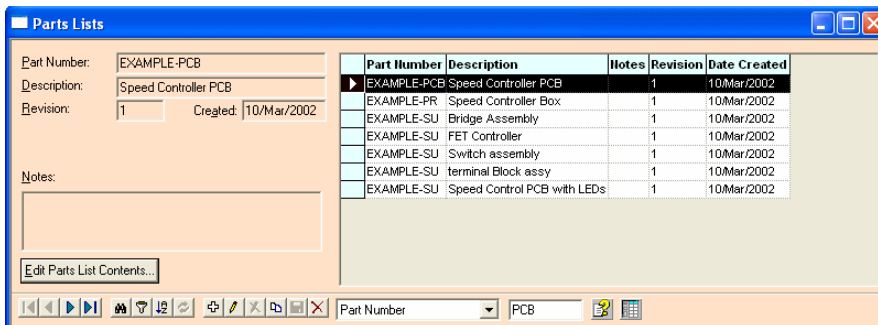 Parts Lists
Part Number: EXAMPLE-PCB
Description: Speed Controller PCB
Revision: 1 Created: 10/Mar/2002
Notes:
Edit Parts List Contents...
Part Number Description Notes Revision Date Created
EXAMPLE-PCB Speed Controller PCB 1 10/Mar/2002
EXAMPLE-PR Speed Controller Box 1 10/Mar/2002
EXAMPLE-SU Bridge Assembly 1 10/Mar/2002
EXAMPLE-SU FET Controller 1 10/Mar/2002
EXAMPLE-SU Switch assembly 1 10/Mar/2002
EXAMPLE-SU terminal Block assy 1 10/Mar/2002
EXAMPLE-SU Speed Control PCB with LEDs 1 10/Mar/2002
Part Number PCB